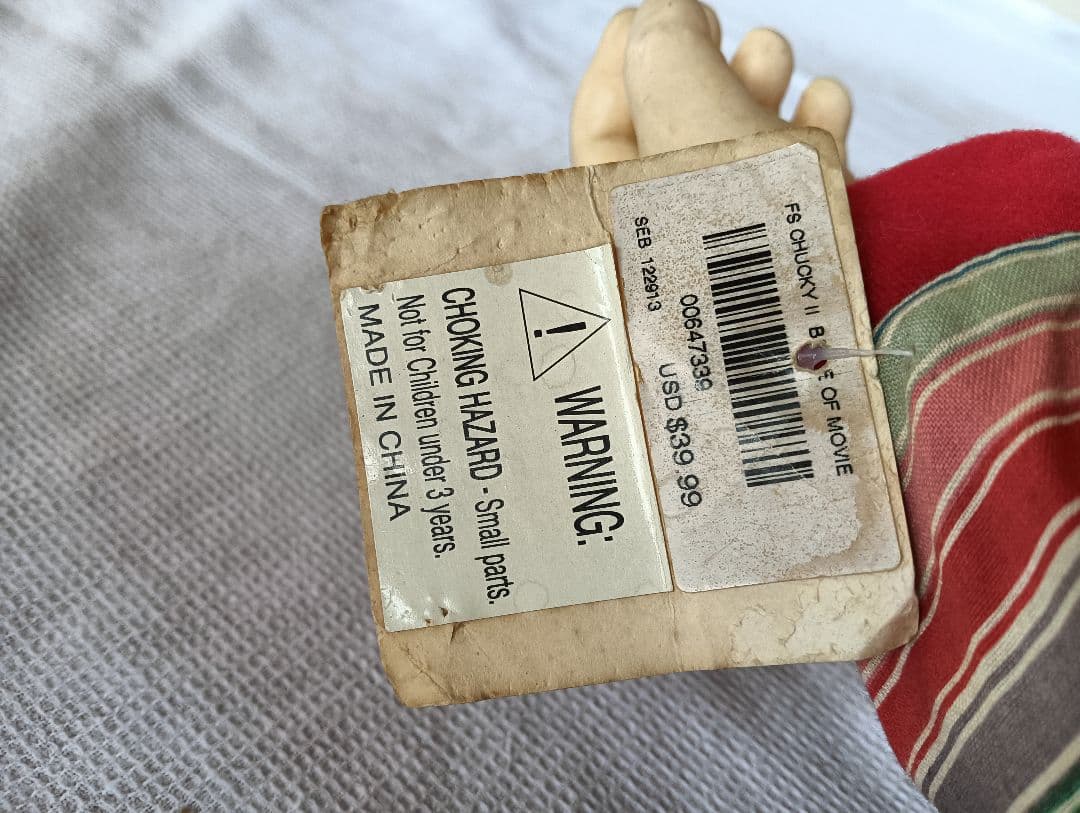 FS CHUCKY II OF MOVIE
00647339
SEB 122913 USD $39.99
WARNING:
CHOKING HAZARD - Small parts.
Not for Children under 3 years.
MADE IN CHINA